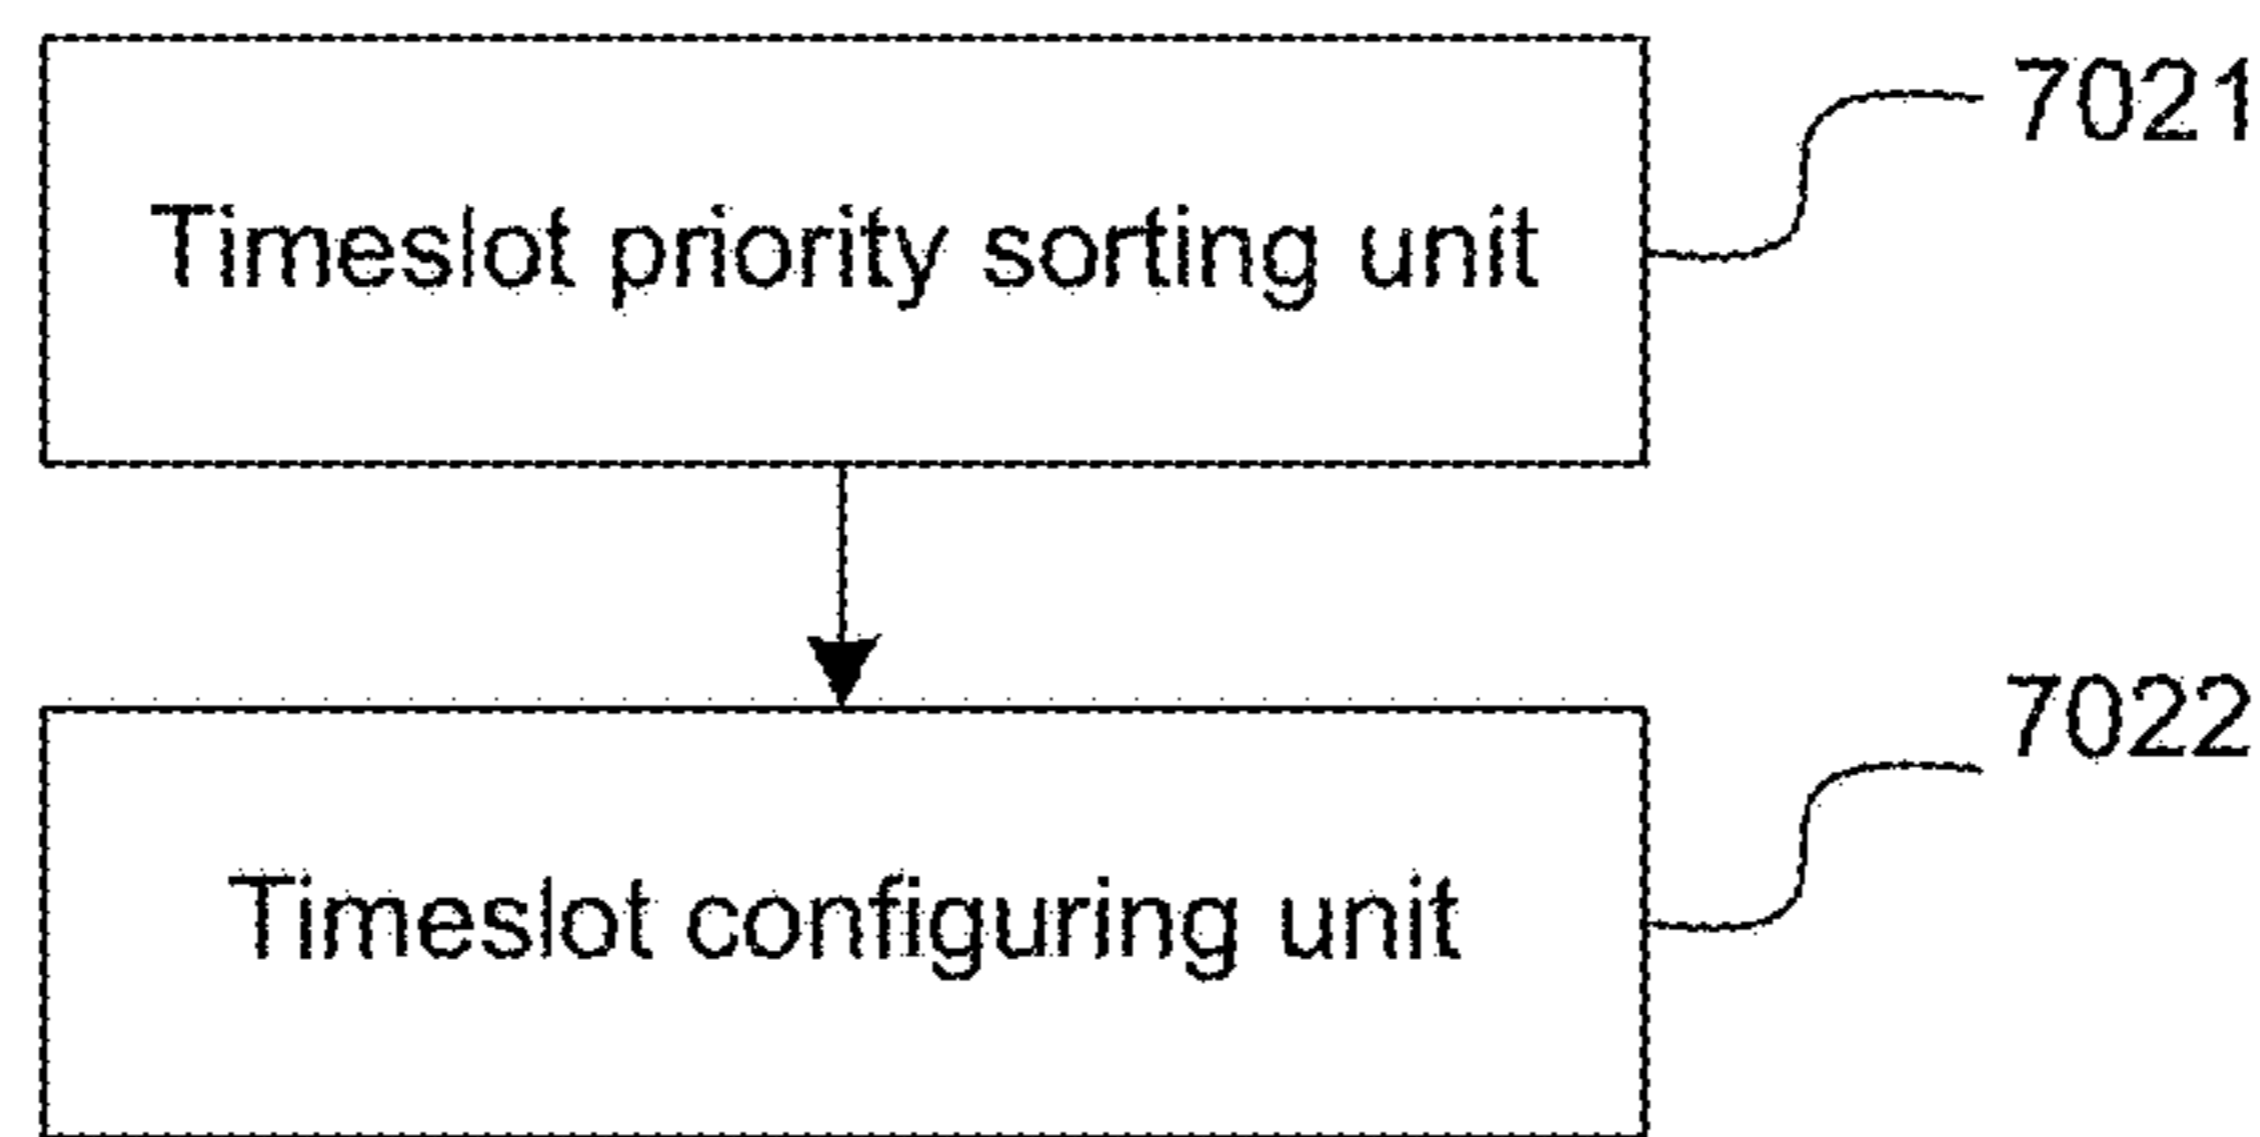 7021
Timeslot priority sorting unit
7022
Timeslot configuring unit